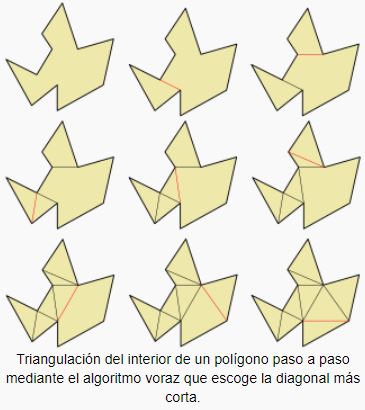 Triangulación del interior de un polígono paso a paso
mediante el algoritmo voraz que escoge la diagonal más
corta.